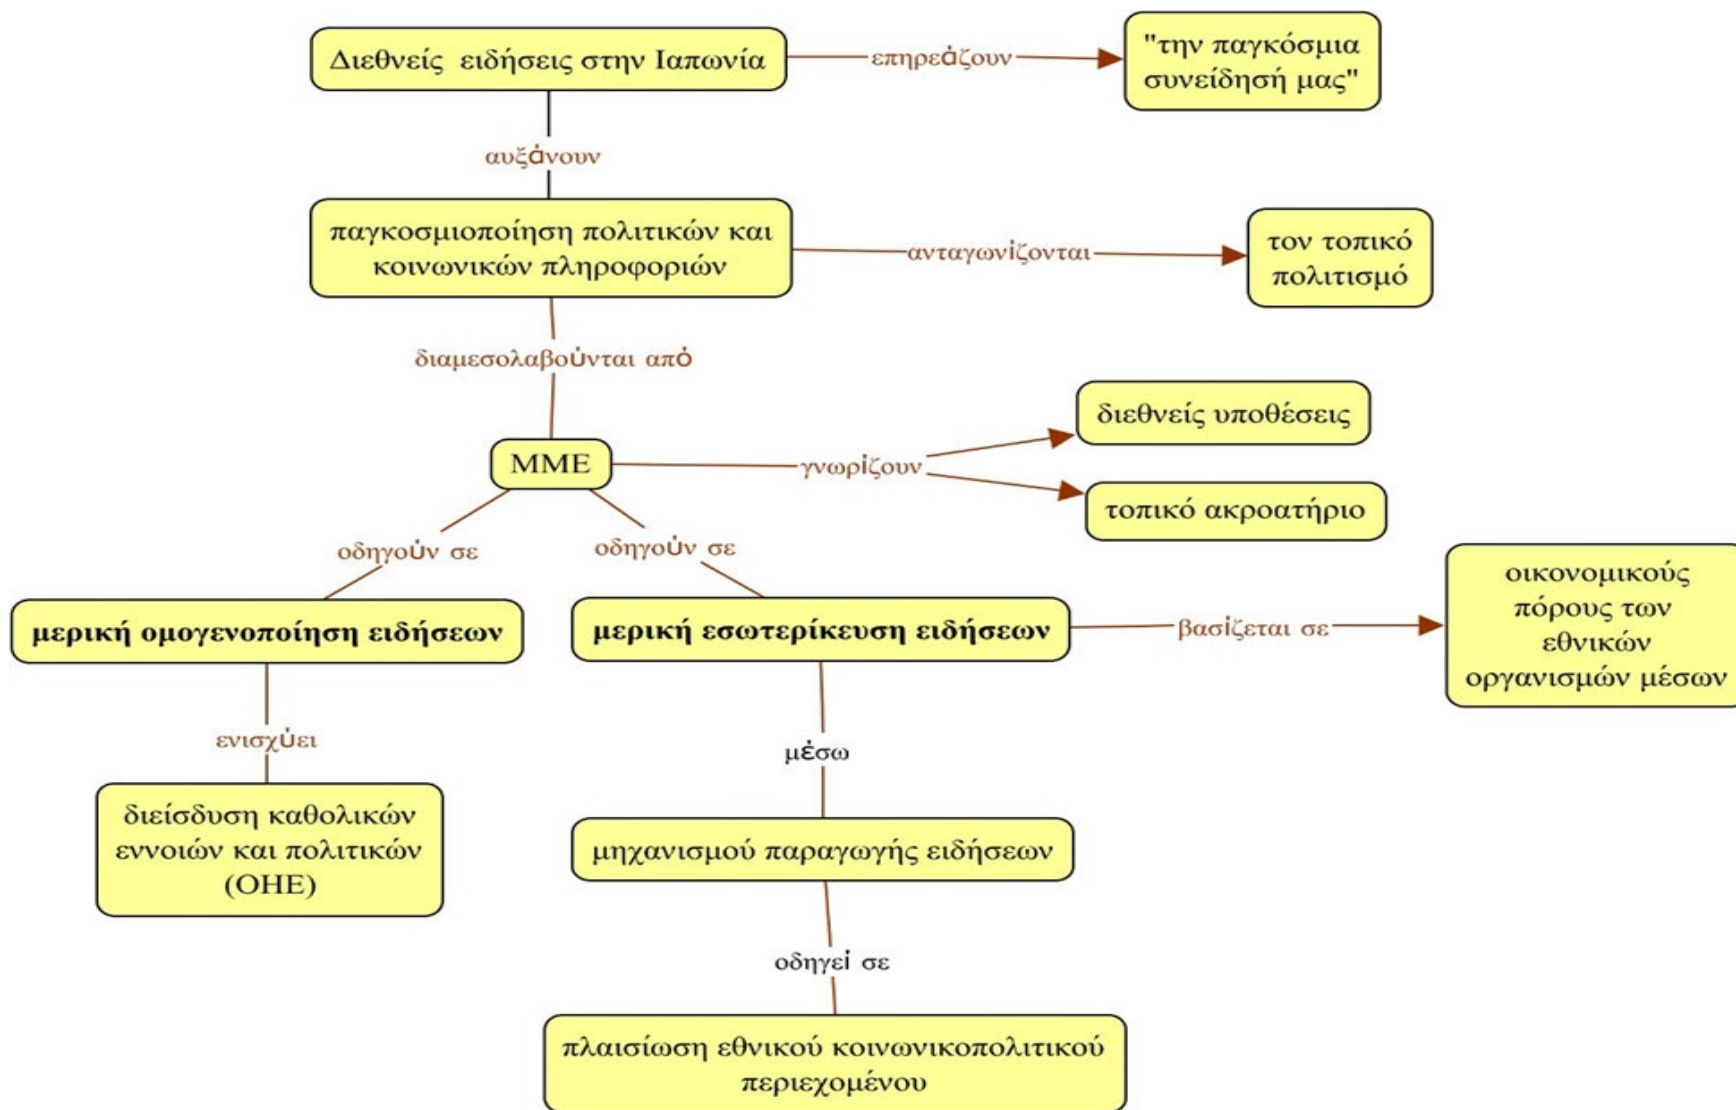 Διεθνείς ειδήσεις στην Ιαπωνία
επηρεάζουν
"την παγκόσμια
συνείδησή μας"
αυξάνουν
παγκοσμιοποίηση πολιτικών και
κοινωνικών πληροφοριών
ανταγωνίζονται
τον τοπικό
πολιτισμό
διαμεσολαβούνται από
ΜΜΕ
γνωρίζουν
διεθνείς υποθέσεις
τοπικό ακροατήριο
οδηγούν σε
οδηγούν σε
μερική ομογενοποίηση ειδήσεων
μερική εσωτερίκευση ειδήσεων
βασίζεται σε
οικονομικούς
πόρους των
εθνικών
οργανισμών μέσων
ενισχύει
διείσδυση καθολικών
εννοιών και πολιτικών
(ΟΗΕ)
μέσω
μηχανισμού παραγωγής ειδήσεων
οδηγεί σε
πλαισίωση εθνικού κοινωνικοπολιτικού
περιεχομένου